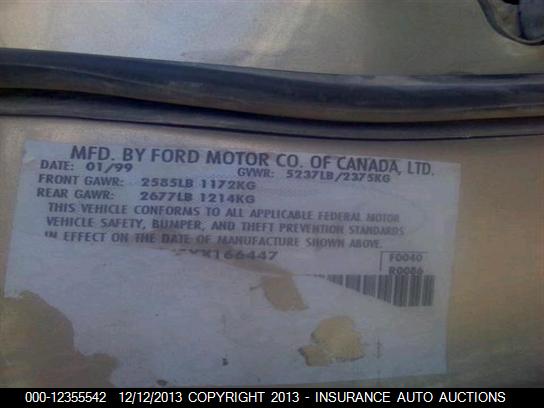 MFD. BY FORD MOTOR CO. OF CANADA, LTD.
DATE: 01/99 GVWR: 5237LB/2375KG
FRONT GAWR: 2585LB 1172KG
REAR GAWR: 2677LB 1214KG
THIS VEHICLE CONFORMS TO ALL APPLICABLE FEDERAL MOTOR
VEHICLE SAFETY, BUMPER, AND THEFT PREVENTION STANDARDS
IN EFFECT ON THE DATE OF MANUFACTURE SHOWN ABOVE.
XX166447
F0040
R0086
000-12355542 12/12/2013 COPYRIGHT 2013 - INSURANCE AUTO AUCTIONS